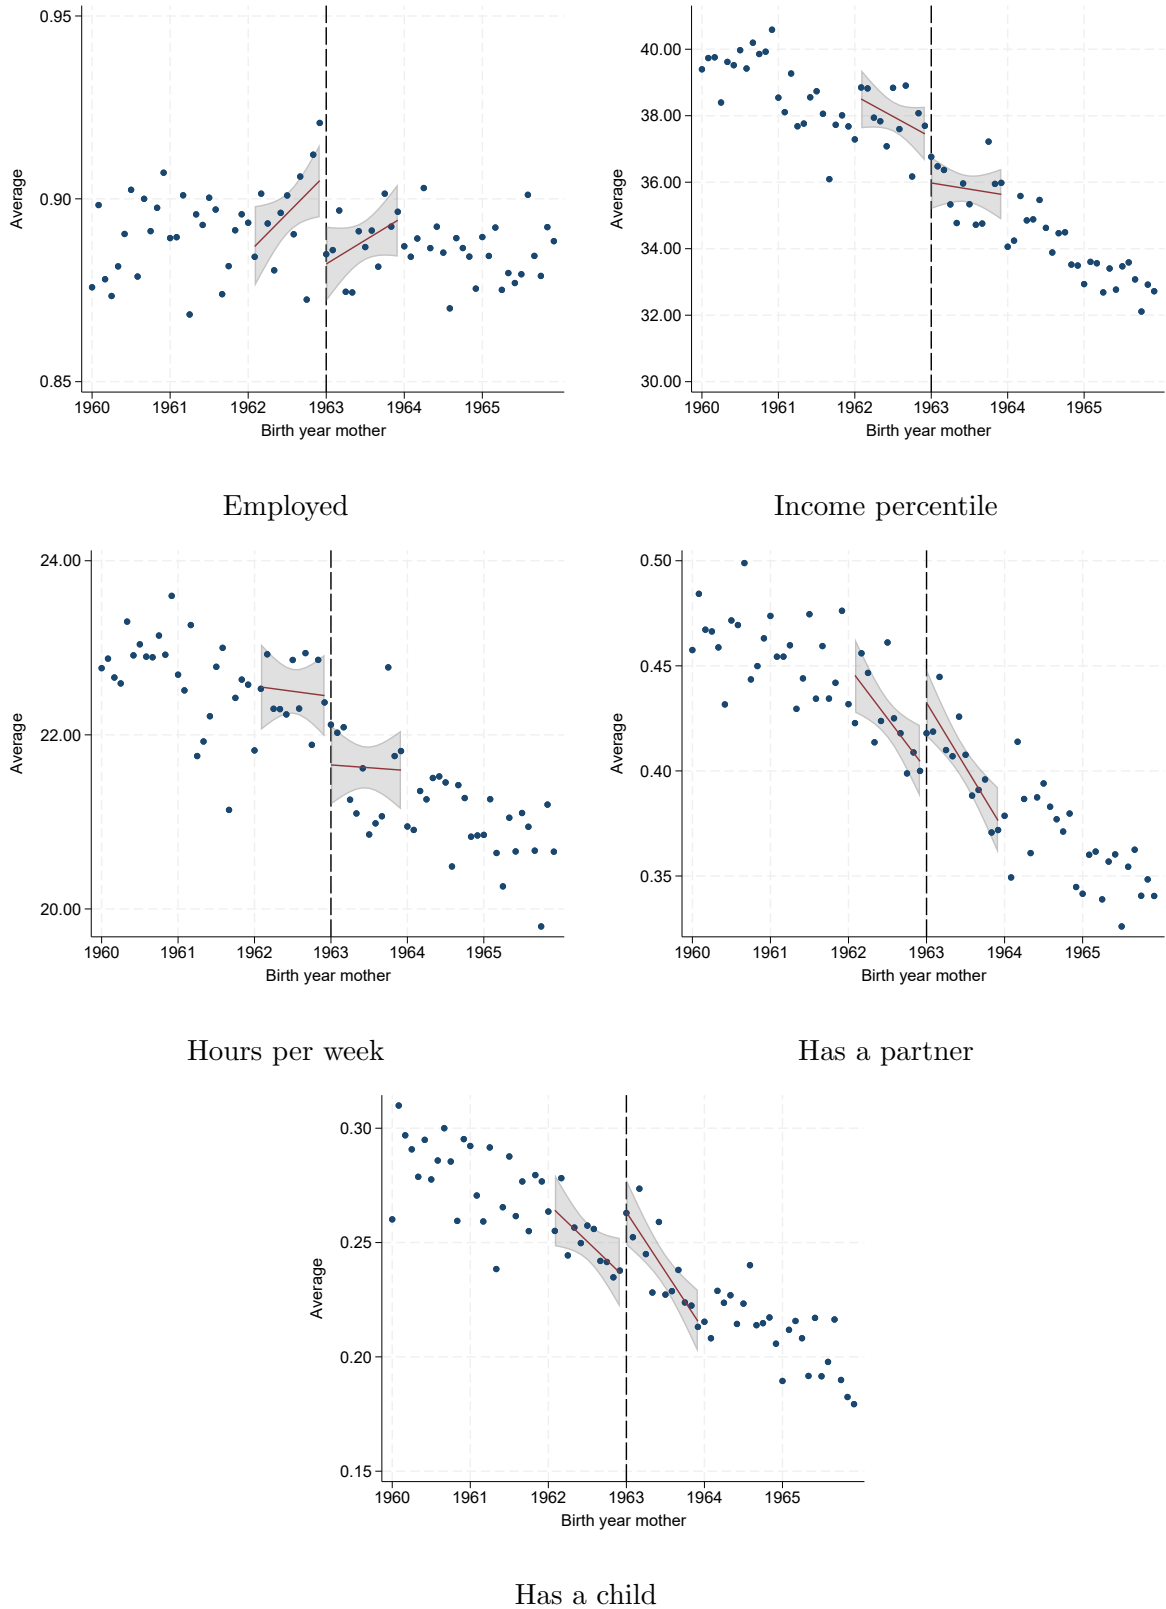 0.95
0.90
0.85
Average
1960 1961 1962 1963 1964 1965
Birth year mother
Employed
40.00
38.00
36.00
34.00
32.00
30.00
Average
1960 1961 1962 1963 1964 1965
Birth year mother
Income percentile
24.00
22.00
20.00
Average
1960 1961 1962 1963 1964 1965
Birth year mother
Hours per week
0.50
0.45
0.40
0.35
Average
1960 1961 1962 1963 1964 1965
Birth year mother
Has a partner
0.30
0.25
0.20
0.15
Average
1960 1961 1962 1963 1964 1965
Birth year mother
Has a child